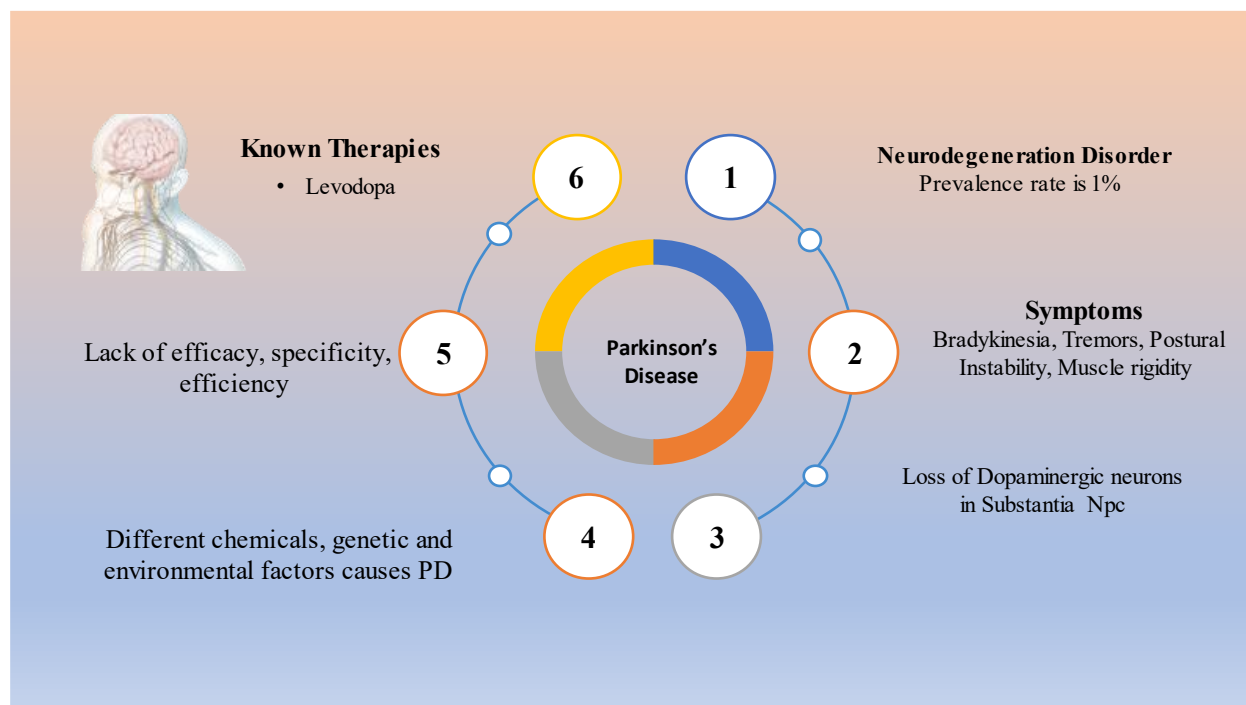 Known Therapies
• Levodopa
6
1
Neurodegeneration Disorder
Prevalence rate is 1%
Lack of efficacy, specificity,
efficiency
5
Parkinson's
Disease
2
Symptoms
Bradykinesia, Tremors, Postural
Instability, Muscle rigidity
Different chemicals, genetic and
environmental factors causes PD
4
3
Loss of Dopaminergic neurons
in Substantia Npc